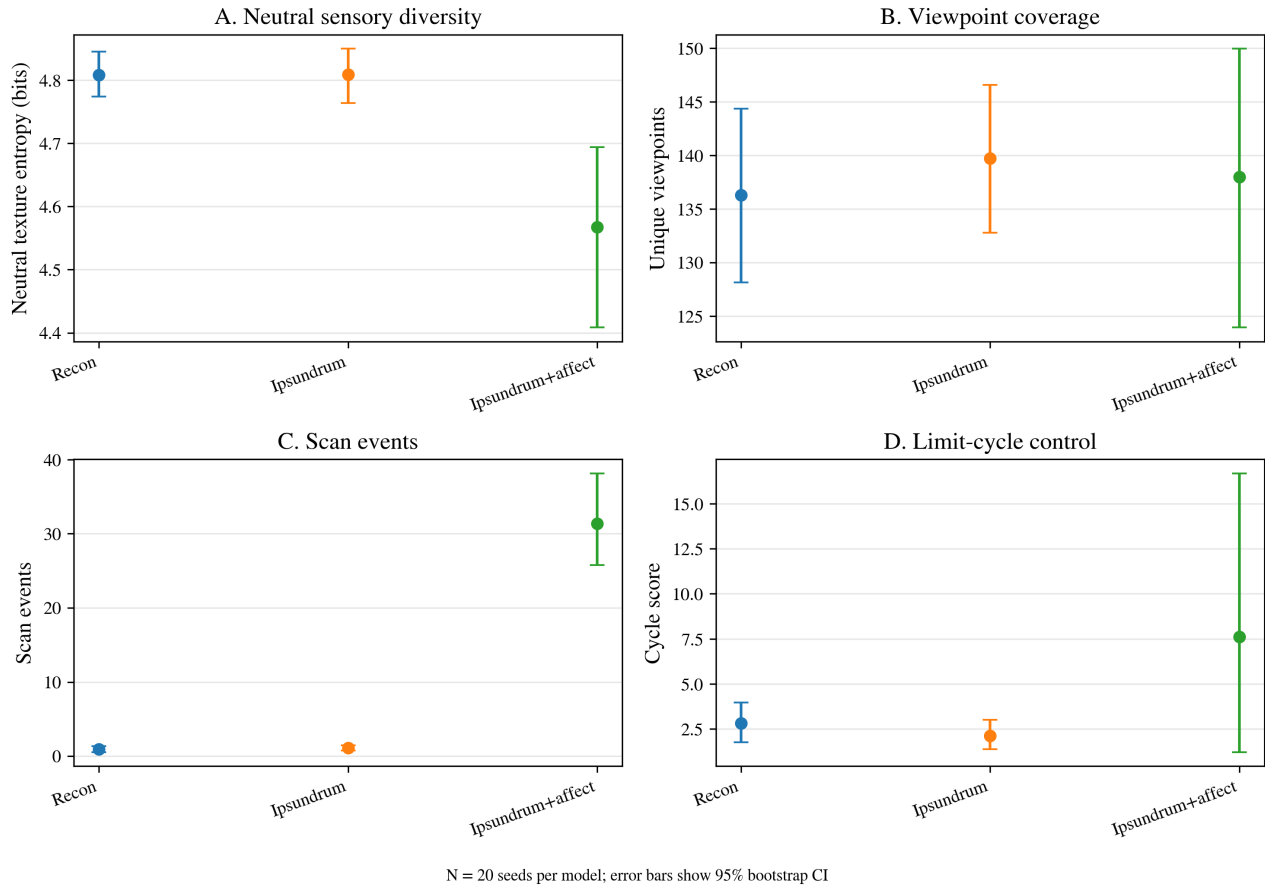 A. Neutral sensory diversity
Neutral texture entropy (bits)
4.8
4.7
4.6
4.5
4.4
Recon
Ipsundrum
Ipsundrum+affect
B. Viewpoint coverage
Unique viewpoints
150
145
140
135
130
125
Recon
Ipsundrum
Ipsundrum+affect
C. Scan events
Scan events
40
30
20
10
0
Recon
Ipsundrum
Ipsundrum+affect
D. Limit-cycle control
Cycle score
15.0
12.5
10.0
7.5
5.0
2.5
Recon
Ipsundrum
Ipsundrum+affect
N = 20 seeds per model; error bars show 95% bootstrap CI